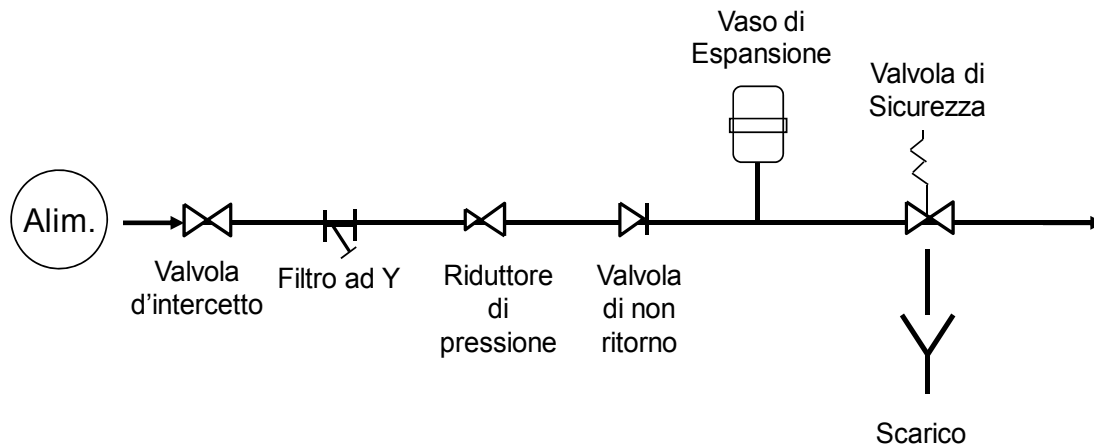 Vaso di
Espansione
Valvola di
Sicurezza
Alim.
Valvola
d'intercetto
Filtro ad Y
Riduttore
di
pressione
Valvola
di non
ritorno
Scarico